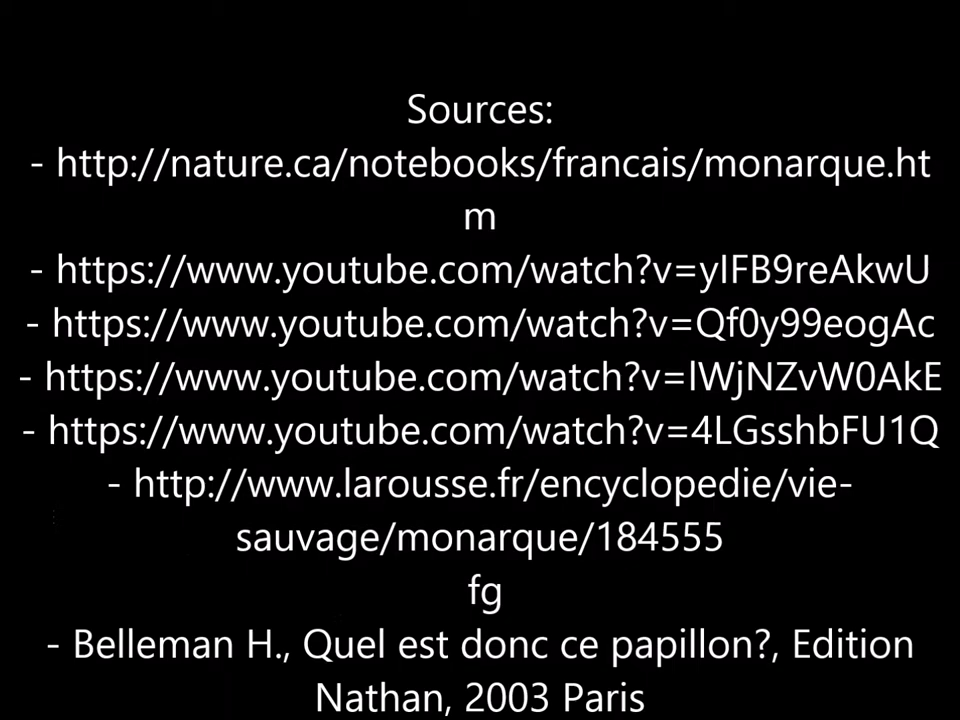 Sources:
- http://nature.ca/notebooks/francais/monarque.ht
m
- https://www.youtube.com/watch?v=yIFB9reAkwU
- https://www.youtube.com/watch?v=Qf0y99eogAc
- https://www.youtube.com/watch?v=lWjNZvW0AkE
- https://www.youtube.com/watch?v=4LGsshbFU1Q
- http://www.larousse.fr/encyclopedie/vie-
sauvage/monarque/184555
fg
- Belleman H., Quel est donc ce papillon?, Edition
Nathan, 2003 Paris